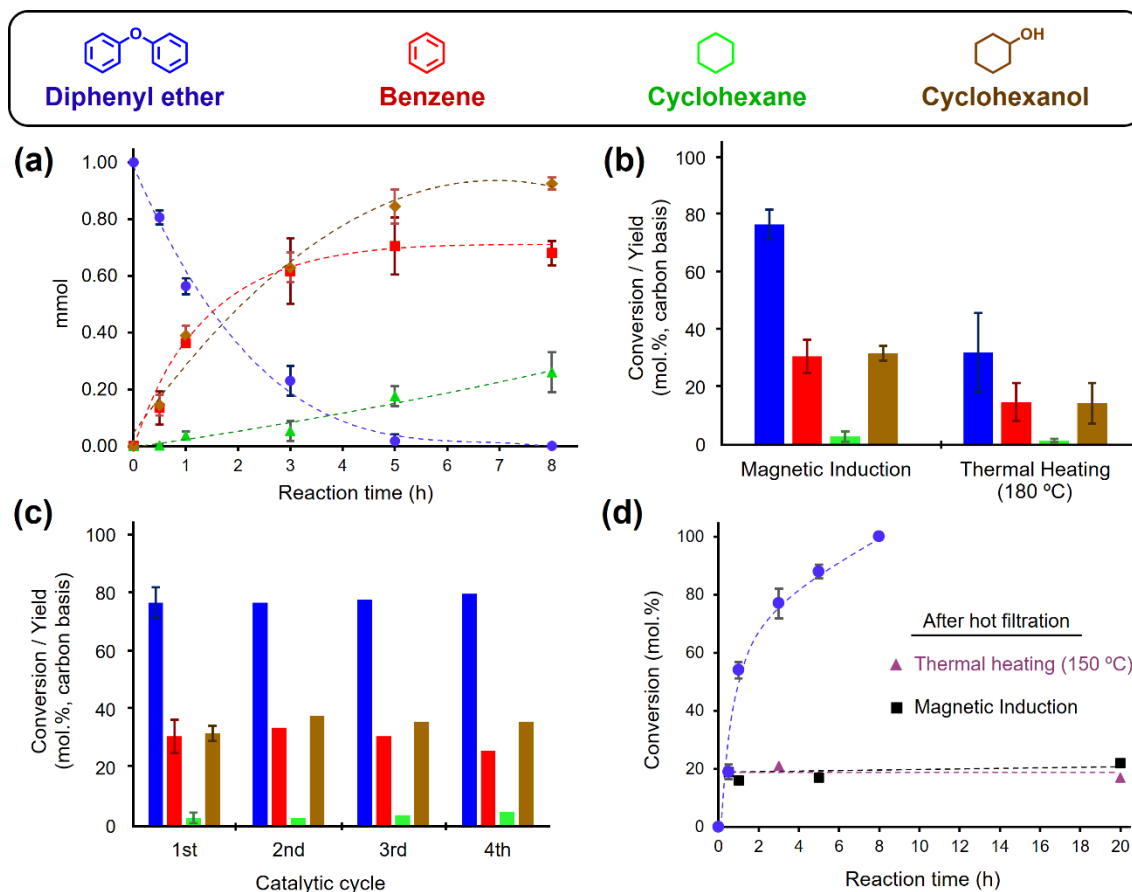 O
OH
Diphenyl ether
Benzene
Cyclohexane
Cyclohexanol
(a)
1.00
0.80
0.60
0.40
0.20
0.00
mmol
0
1
2
3
4
5
6
7
8
Reaction time (h)
(b)
100
80
60
40
20
0
Conversion / Yield
(mol.%, carbon basis)
Magnetic Induction
Thermal Heating
(180 ºC)
(c)
100
80
60
40
20
0
Conversion / Yield
(mol.%, carbon basis)
1st
2nd
3rd
4th
Catalytic cycle
(d)
100
80
60
40
20
0
Conversion (mol.%)
After hot filtration
Thermal heating (150 ºC)
Magnetic Induction
0
2
4
6
8
10
12
14
16
18
20
Reaction time (h)